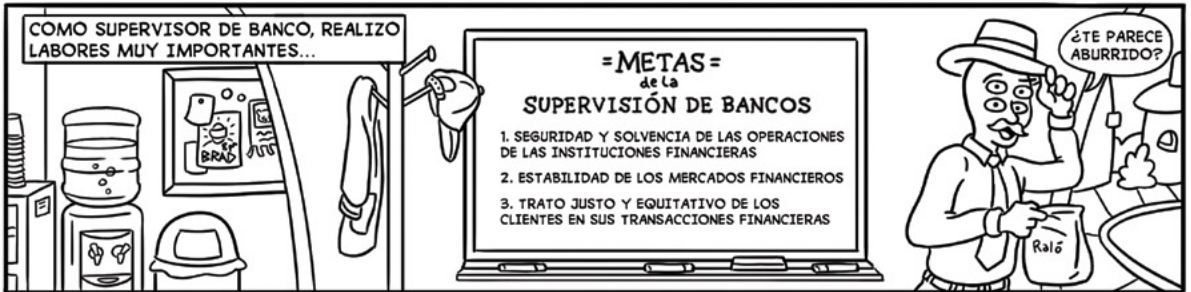 COMO SUPERVISOR DE BANCO, REALIZO
LABORES MUY IMPORTANTES...
BRAD
=METAS=
de la
SUPERVISIÓN DE BANCOS
1. SEGURIDAD Y SOLVENCIA DE LAS OPERACIONES
DE LAS INSTITUCIONES FINANCIERAS
2. ESTABILIDAD DE LOS MERCADOS FINANCIEROS
3. TRATO JUSTO Y EQUITATIVO DE LOS
CLIENTES EN SUS TRANSACCIONES FINANCIERAS
¿TE PARECE
ABURRIDO?
Raló